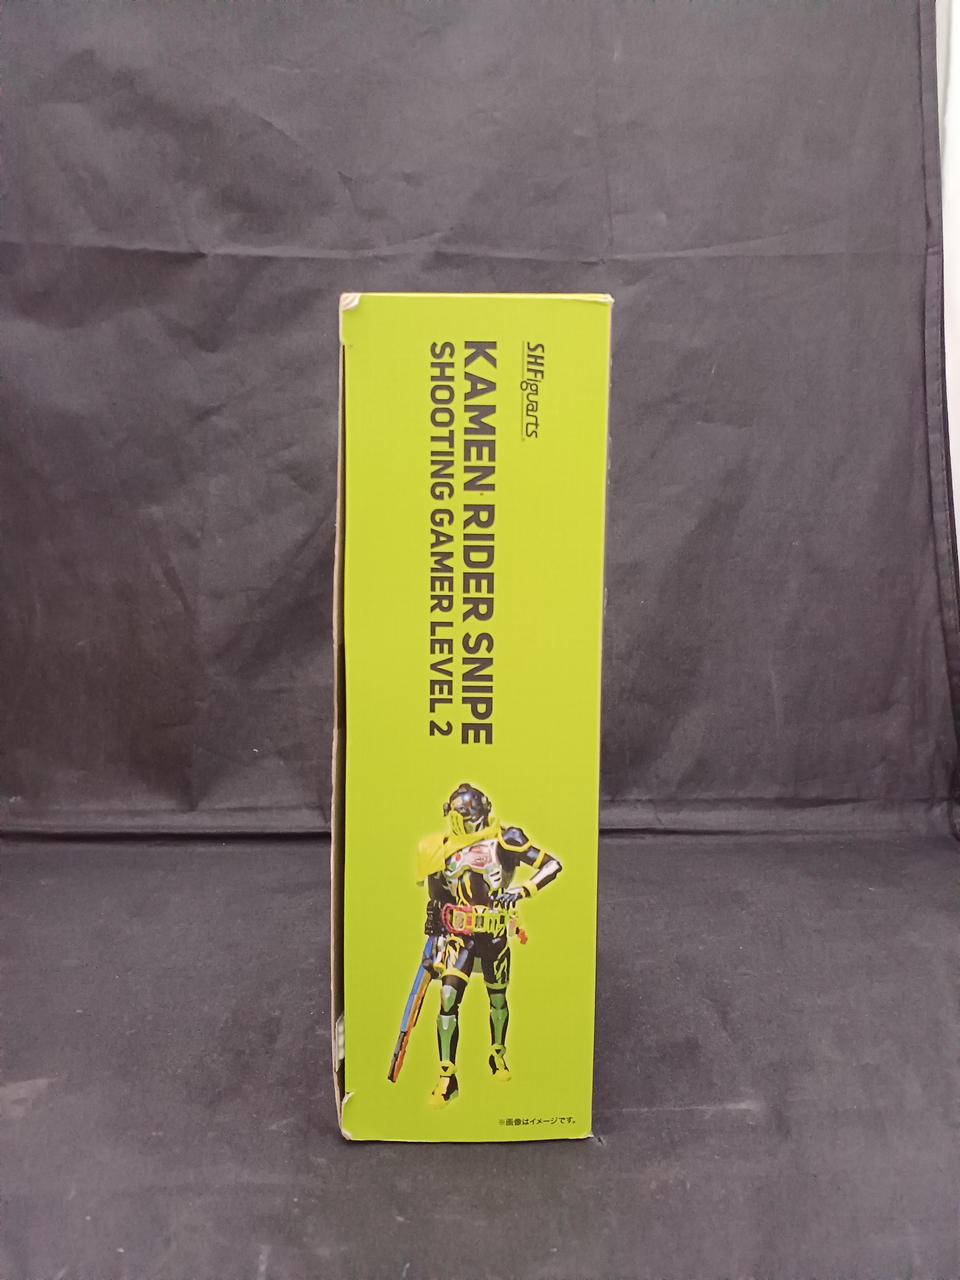 S.H.Figuarts
KAMEN RIDER SNIPE
SHOOTING GAMER LEVEL 2
※画像はイメージです。